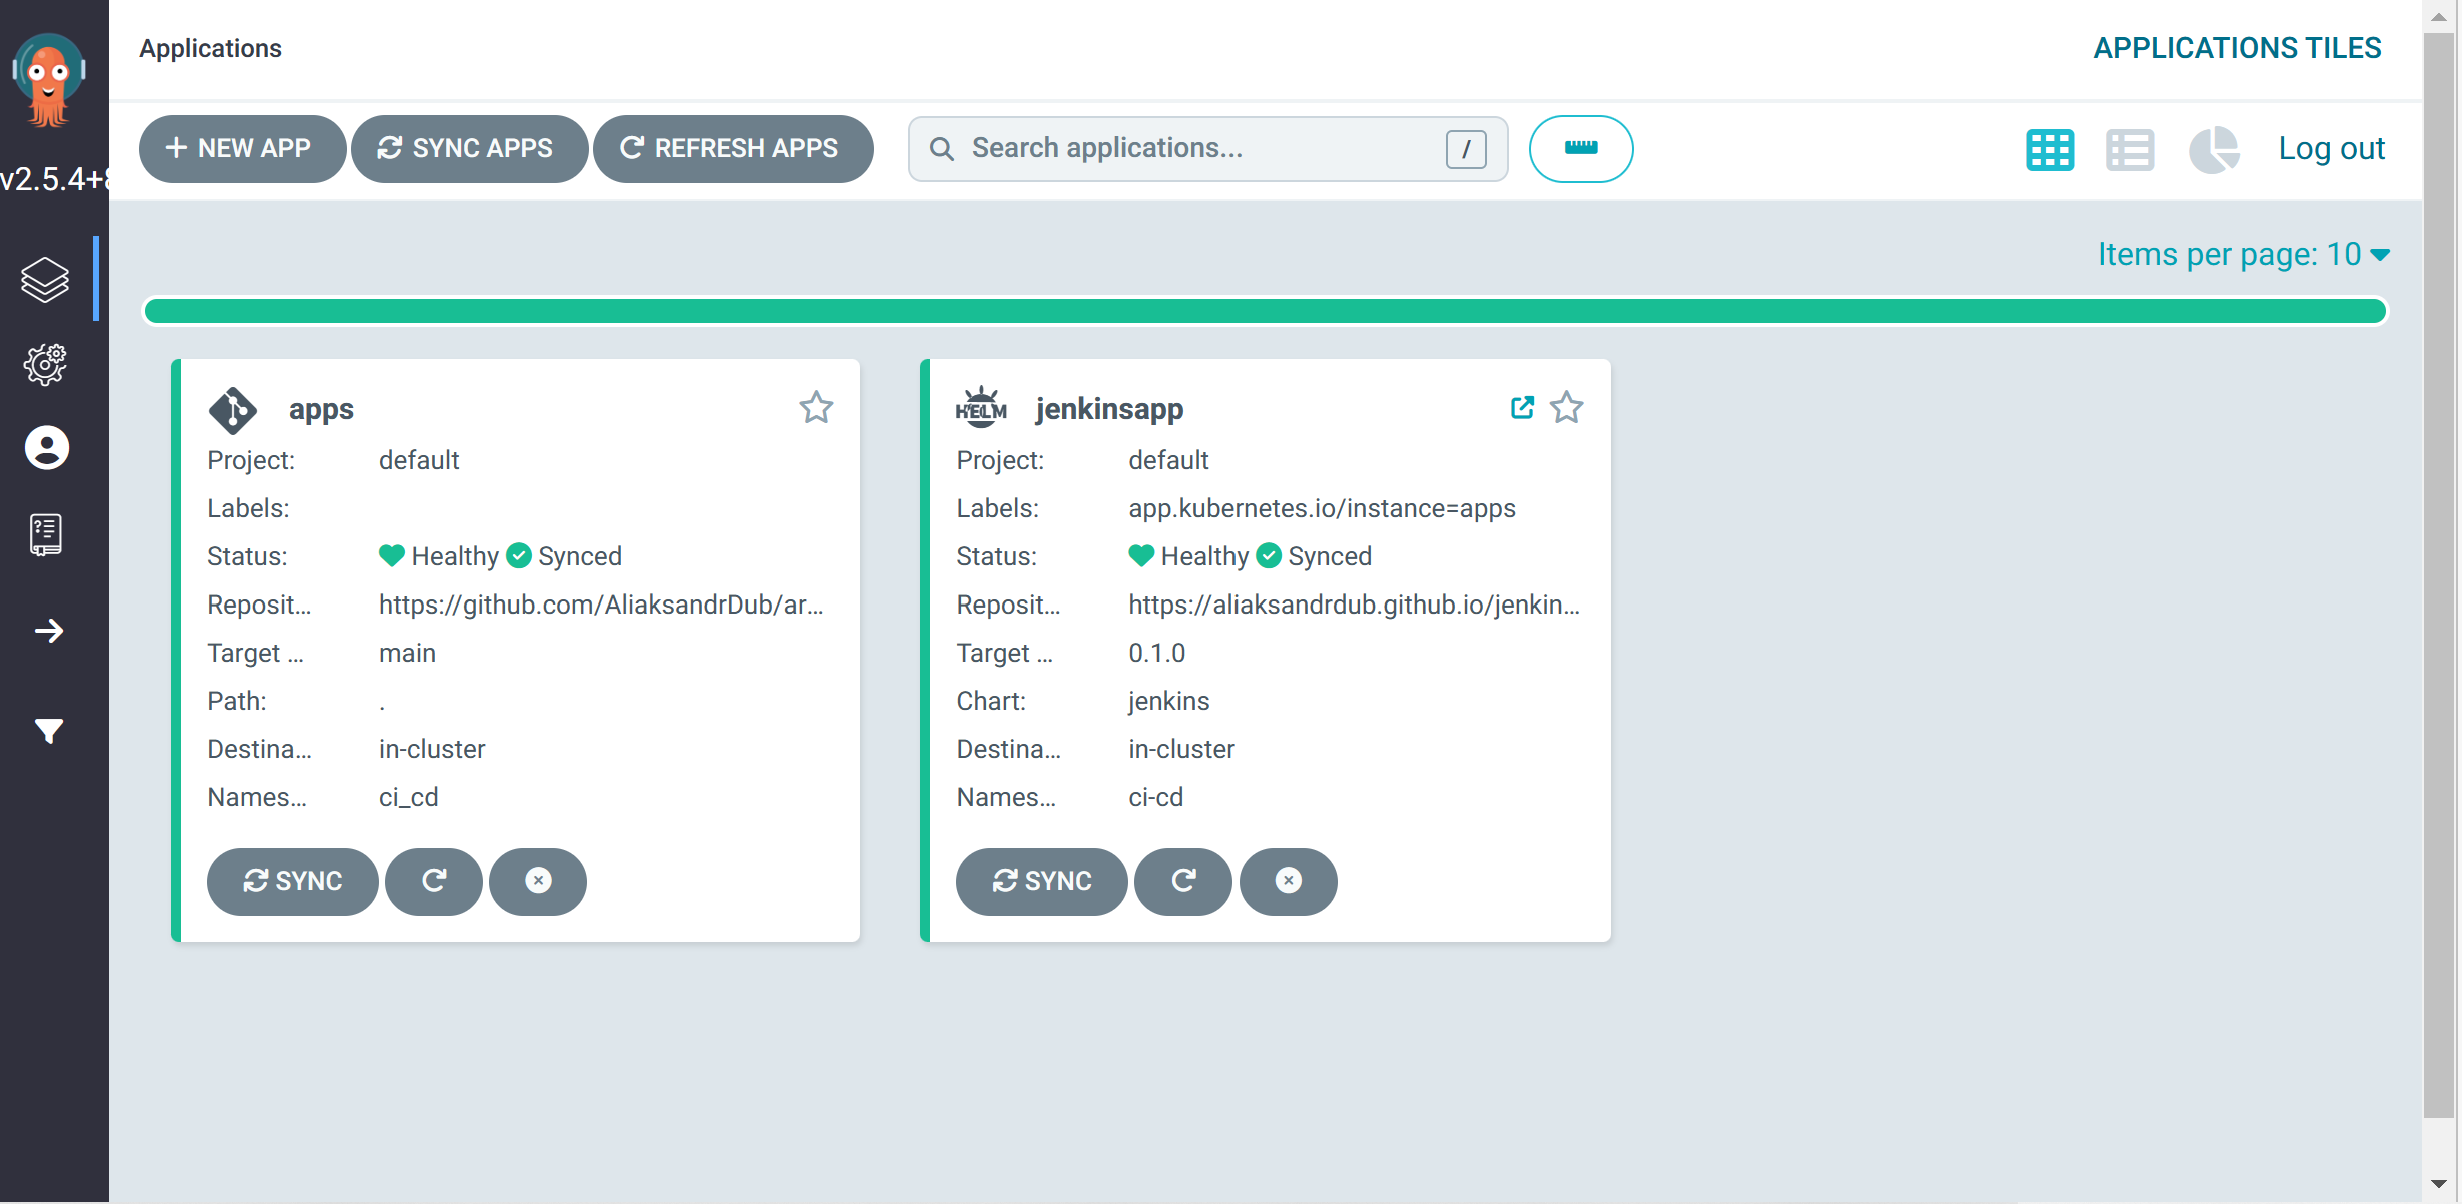 Applications
APPLICATIONS TILES
NEW APP
SYNC APPS
REFRESH APPS
Search applications...
/
Log out
v2.5.4+8
Items per page: 10
apps
Project: default
Labels:
Status: Healthy Synced
Reposit... https://github.com/AliaksandrDub/ar...
Target ... main
Path: .
Destina... in-cluster
Names... ci_cd
SYNC
HELM
jenkinsapp
Project: default
Labels: app.kubernetes.io/instance=apps
Status: Healthy Synced
Reposit... https://aliaksandrdub.github.io/jenkin...
Target ... 0.1.0
Chart: jenkins
Destina... in-cluster
Names... ci-cd
SYNC